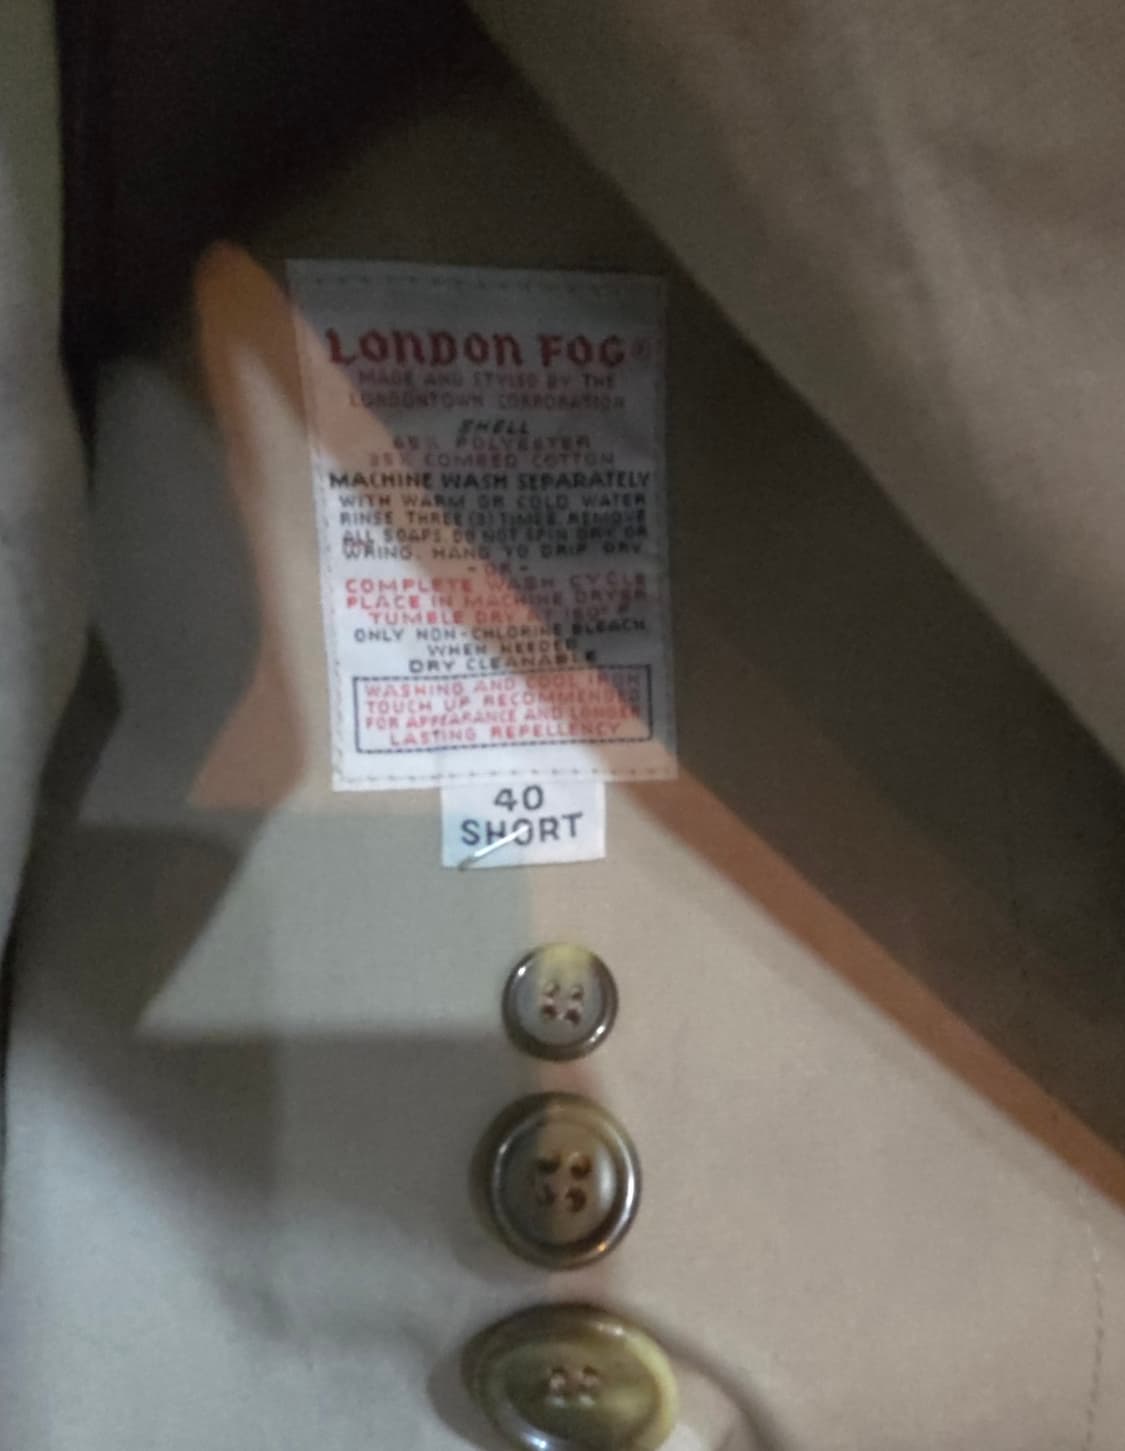 LONDON FOG®
MADE AND STYLED BY THE
LONDONTOWN CORPORATION
SHELL
65% POLYESTER
35% COMBED COTTON
MACHINE WASH SEPARATELY
WITH WARM OR COLD WATER
RINSE THREE (3) TIMES. REMOVE
ALL SOAPS. DO NOT SPIN DRY OR
WRING. HANG TO DRIP DRY
-OR-
COMPLETE WASH CYCLE
PLACE IN MACHINE DRYER
TUMBLE DRY AT 160° F
ONLY NON-CHLORINE BLEACH
WHEN NEEDED
DRY CLEANABLE
WASHING AND COOL IRON
TOUCH UP RECOMMENDED
FOR APPEARANCE AND LONGER
LASTING REPELLENCY
40
SHORT